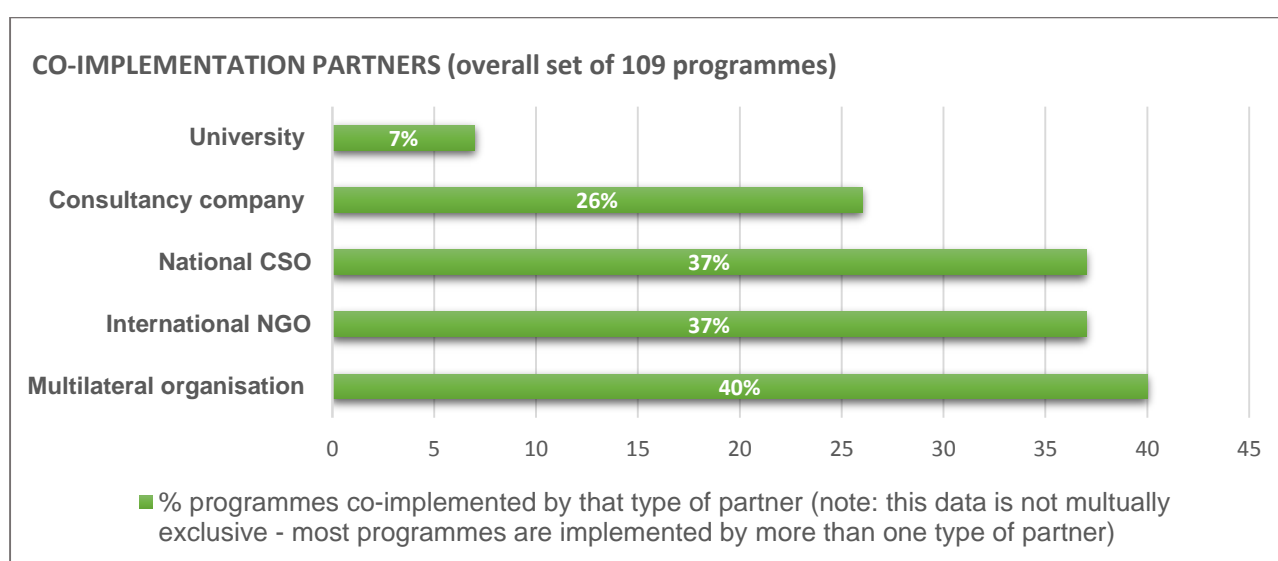 CO-IMPLEMENTATION PARTNERS (overall set of 109 programmes)
University
7%
Consultancy company
26%
National CSO
37%
International NGO
37%
Multilateral organisation
40%
0 5 10 15 20 25 30 35 40 45
% programmes co-implemented by that type of partner (note: this data is not multually
exclusive - most programmes are implemented by more than one type of partner)